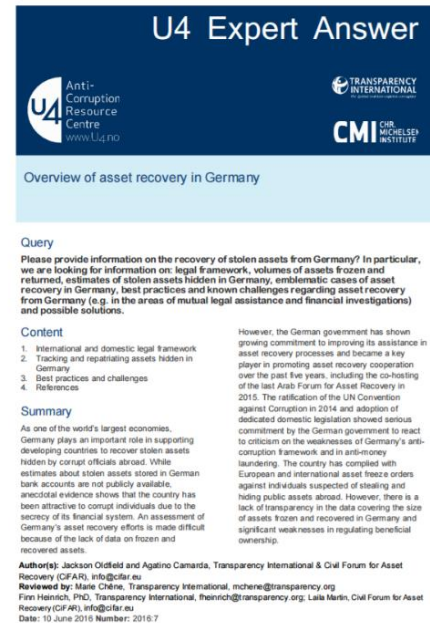 U4 Expert Answer
Anti-
Corruption
Resource
Centre
www.U4.no
U4
TRANSPARENCY
INTERNATIONAL
CMI CHR.
MICHELSEN
INSTITUTE
Overview of asset recovery in Germany
Query
Please provide information on the recovery of stolen assets from Germany? In particular,
we are looking for information on: legal framework, volumes of assets frozen and
returned, estimates of stolen assets hidden in Germany, emblematic cases of asset
recovery in Germany, best practices and known challenges regarding asset recovery
from Germany (e.g. in the areas of mutual legal assistance and financial investigations)
and possible solutions.
Content
1. International and domestic legal framework
2. Tracking and repatriating assets hidden in
Germany
3. Best practices and challenges
4. References
Summary
As one of the world's largest economies,
Germany plays an important role in supporting
developing countries to recover stolen assets
hidden by corrupt officials abroad. While
estimates about stolen assets stored in German
bank accounts are not publicly available,
anecdotal evidence shows that the country has
been attractive to corrupt individuals due to the
secrecy of its financial system. An assessment of
Germany's asset recovery efforts is made difficult
because of the lack of data on frozen and
recovered assets.
However, the German government has shown
growing commitment to improving its assistance in
asset recovery processes and became a key
player in promoting asset recovery cooperation
over the past five years, including the co-hosting
of the last Arab Forum for Asset Recovery in
2015. The ratification of the UN Convention
against Corruption in 2014 and adoption of
dedicated domestic legislation showed serious
commitment by the German government to react
to criticism on the weaknesses of Germany's anti-
corruption framework and in anti-money
laundering. The country has complied with
European and international asset freeze orders
against individuals suspected of stealing and
hiding public assets abroad. However, there is a
lack of transparency in the data covering the size
of assets frozen and recovered in Germany and
significant weaknesses in regulating beneficial
ownership.
Author(s): Jackson Oldfield and Agatino Camarda, Transparency International & Civil Forum for Asset
Recovery (CiFAR), info@cifar.eu
Reviewed by: Marie Chêne, Transparency International, mchene@transparency.org
Finn Heinrich, PhD, Transparency International, fheinrich@transparency.org; Laila Martin, Civil Forum for Asset
Recovery (CiFAR), info@cifar.eu
Date: 10 June 2016 Number: 2016:7